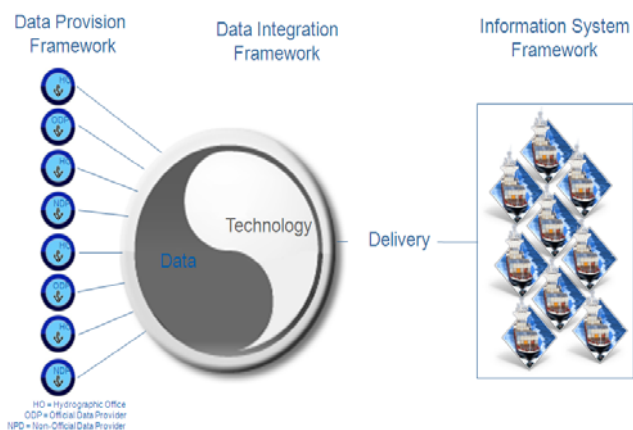 Data Provision
Framework
Data Integration
Framework
Information System
Framework
HO
ODP
HO
NDP
HO
ODP
HO
NDP
Technology
Data
Delivery
HO = Hydrographic Office
ODP = Official Data Provider
NPD = Non-Official Data Provider